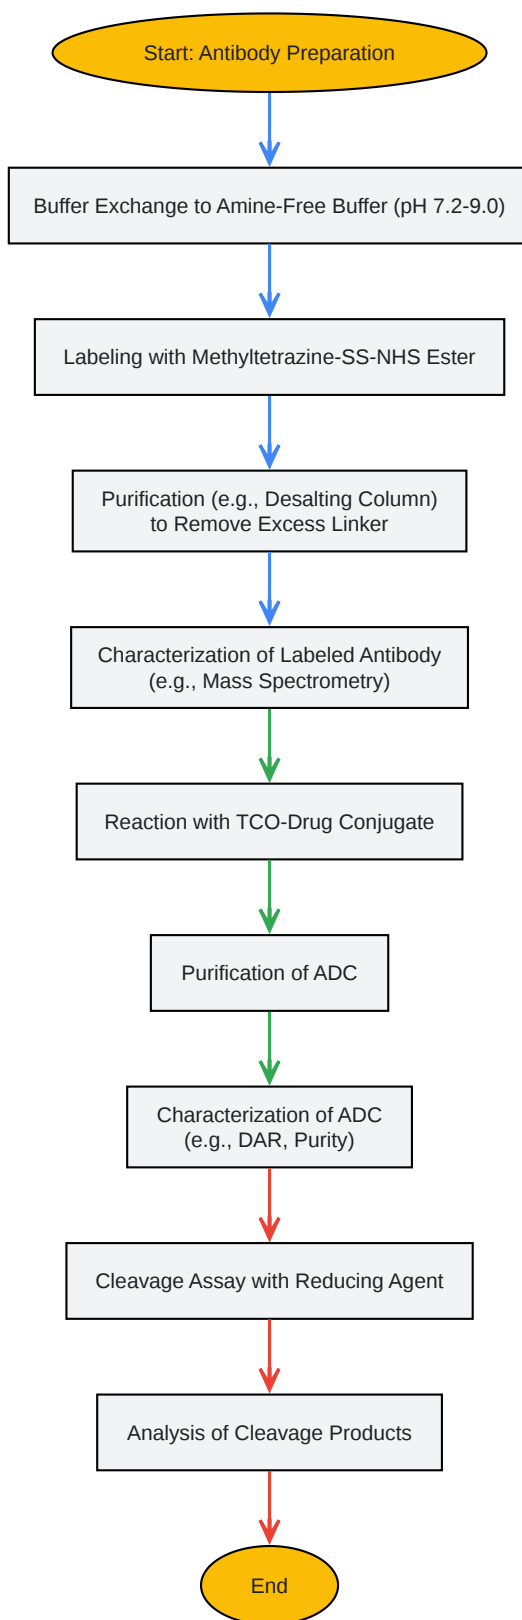 Start: Antibody Preparation
Buffer Exchange to Amine-Free Buffer (pH 7.2-9.0)
Labeling with Methyltetrazine-SS-NHS Ester
Purification (e.g., Desalting Column)
to Remove Excess Linker
Characterization of Labeled Antibody
(e.g., Mass Spectrometry)
Reaction with TCO-Drug Conjugate
Purification of ADC
Characterization of ADC
(e.g., DAR, Purity)
Cleavage Assay with Reducing Agent
Analysis of Cleavage Products
End